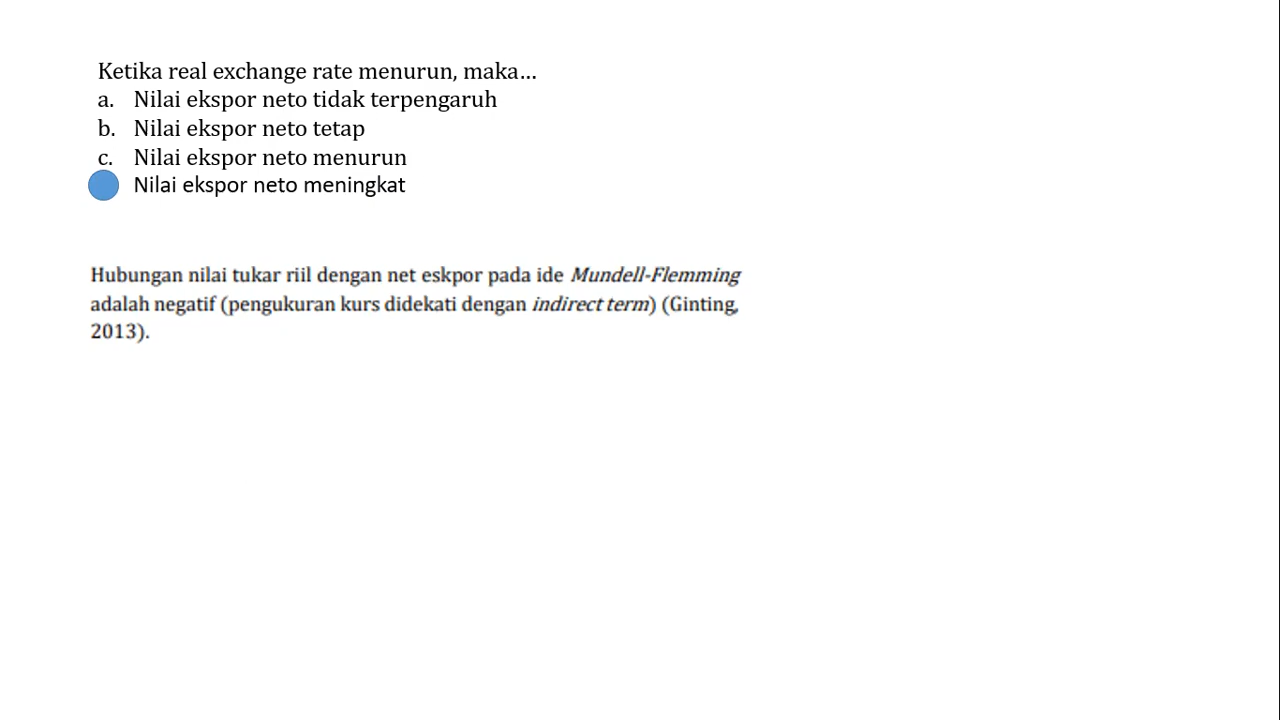 Ketika real exchange rate menurun, maka…
a. Nilai ekspor neto tidak terpengaruh
b. Nilai ekspor neto tetap
c. Nilai ekspor neto menurun
Nilai ekspor neto meningkat
Hubungan nilai tukar riil dengan net eskpor pada ide Mundell-Flemming
adalah negatif (pengukuran kurs didekati dengan indirect term) (Ginting,
2013).